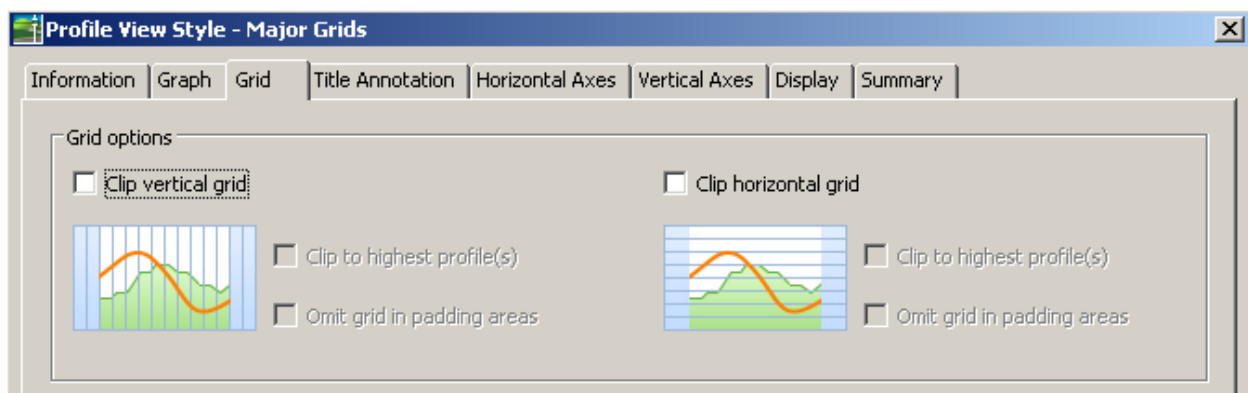 Profile View Style - Major Grids
Information Graph Grid Title Annotation Horizontal Axes Vertical Axes Display Summary
Grid options
Clip vertical grid Clip horizontal grid
Clip to highest profile(s) Clip to highest profile(s)
Omit grid in padding areas Omit grid in padding areas